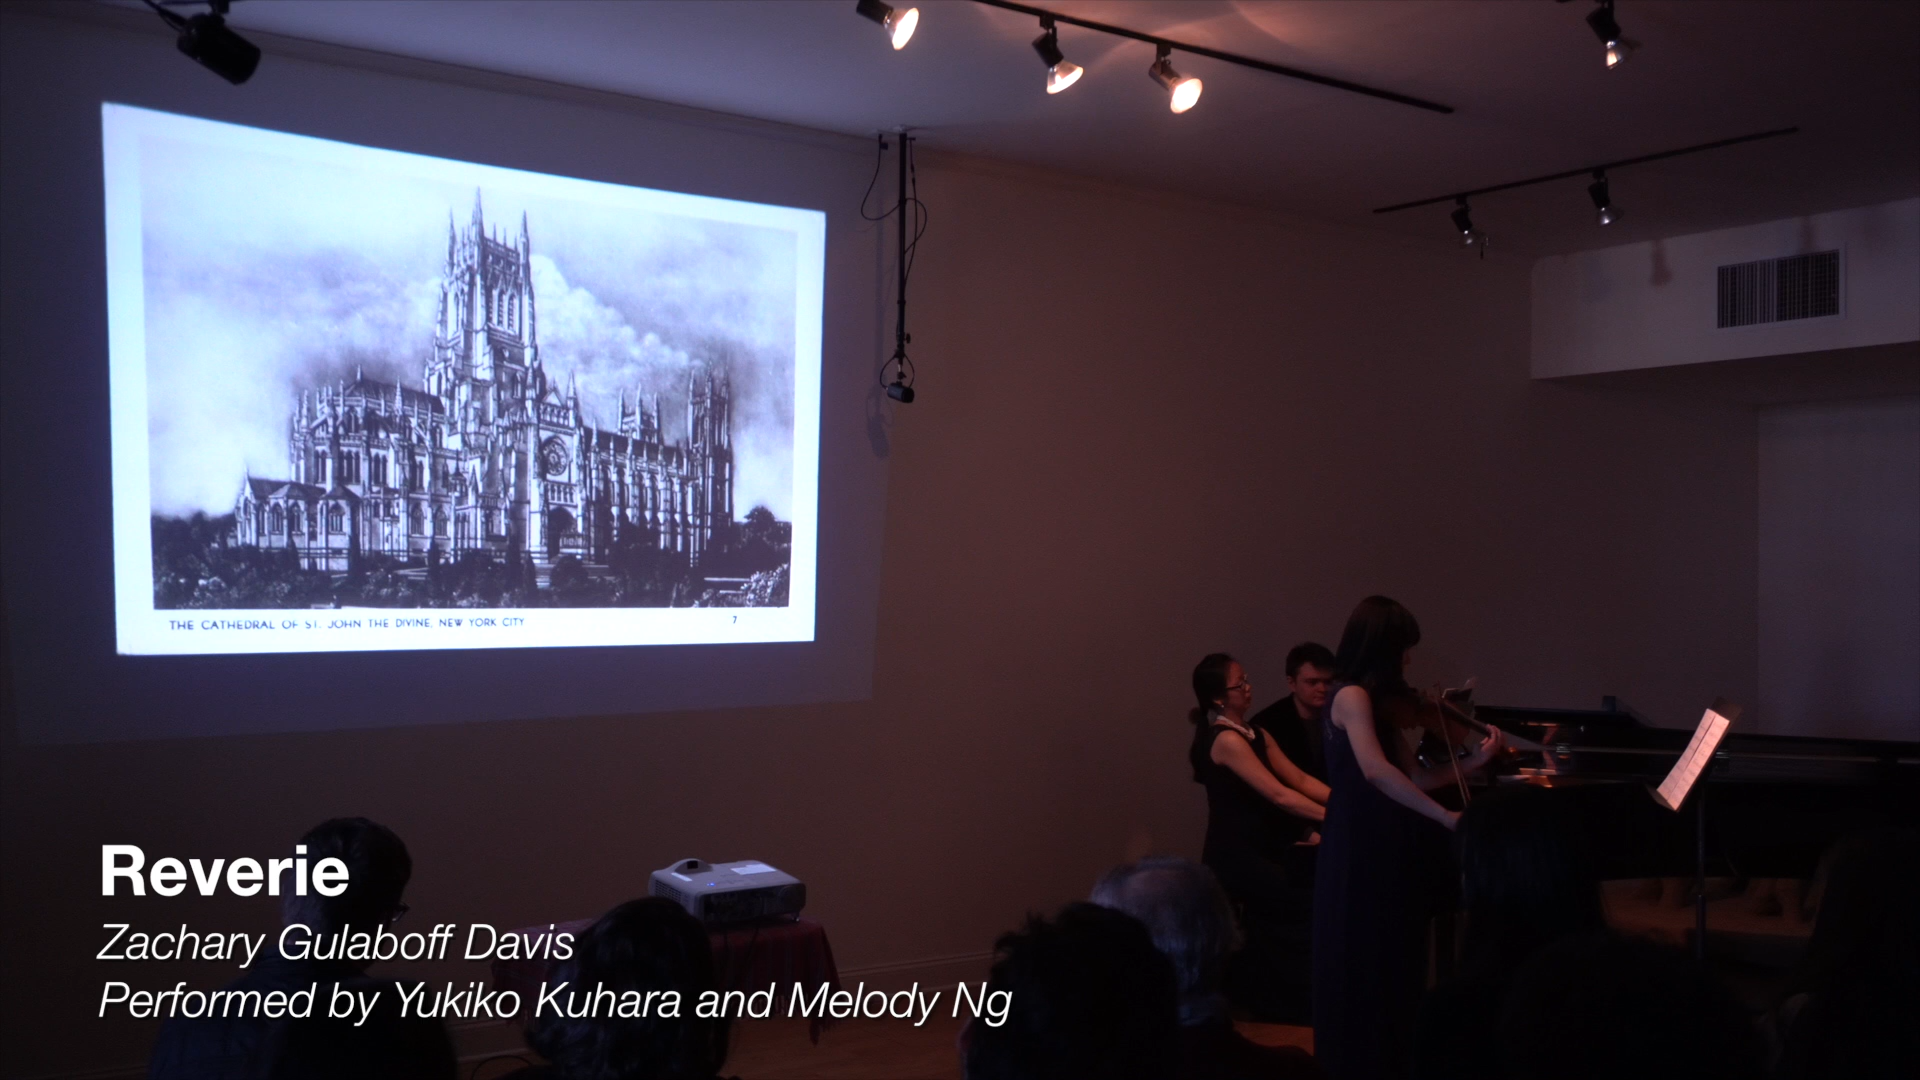 THE CATHEDRAL OF ST. JOHN THE DIVINE, NEW YORK CITY 7
Reverie
Zachary Gulaboff Davis
Performed by Yukiko Kuhara and Melody Ng